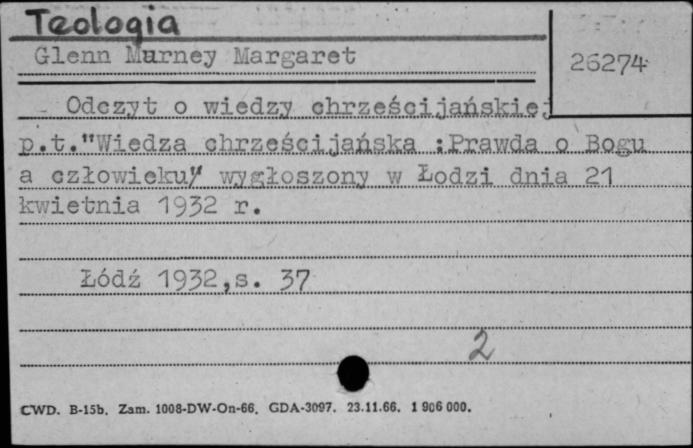 Teologia
Glenn Murney Margaret
26274
Odczyt o wiedzy chrześcijańskiej
p.t."Wiedza chrześcijańska :Prawda o Bogu
a człowieku" wygłoszony w Łodzi dnia 21
kwietnia 1932 r.
Łódź 1932,s. 37
2
CWD. B-15b. Zam. 1008-DW-On-66. GDA-3097. 23.11.66. 1 906 000.